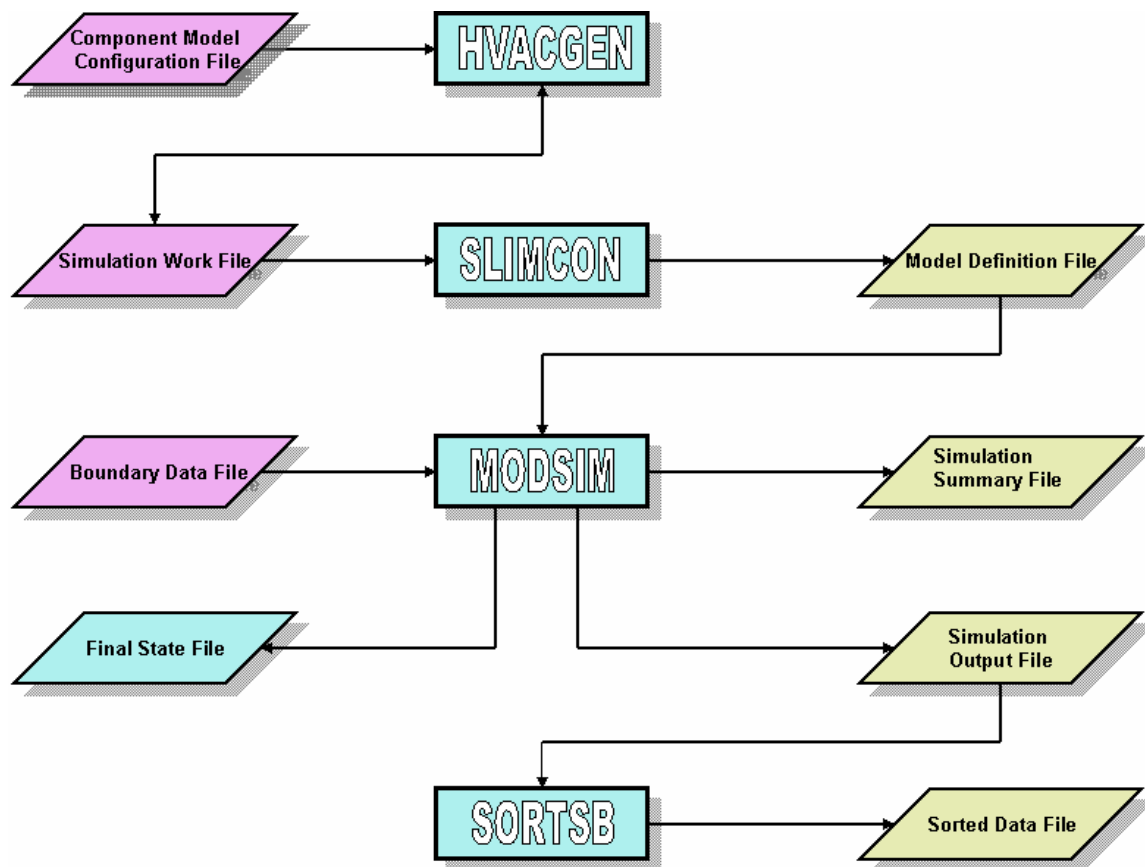 Component Model
Configuration File
HVACGEN
Simulation Work File
SLIMCON
Model Definition File
Boundary Data File
MODSIM
Simulation
Summary File
Final State File
Simulation
Output File
SORTSB
Sorted Data File